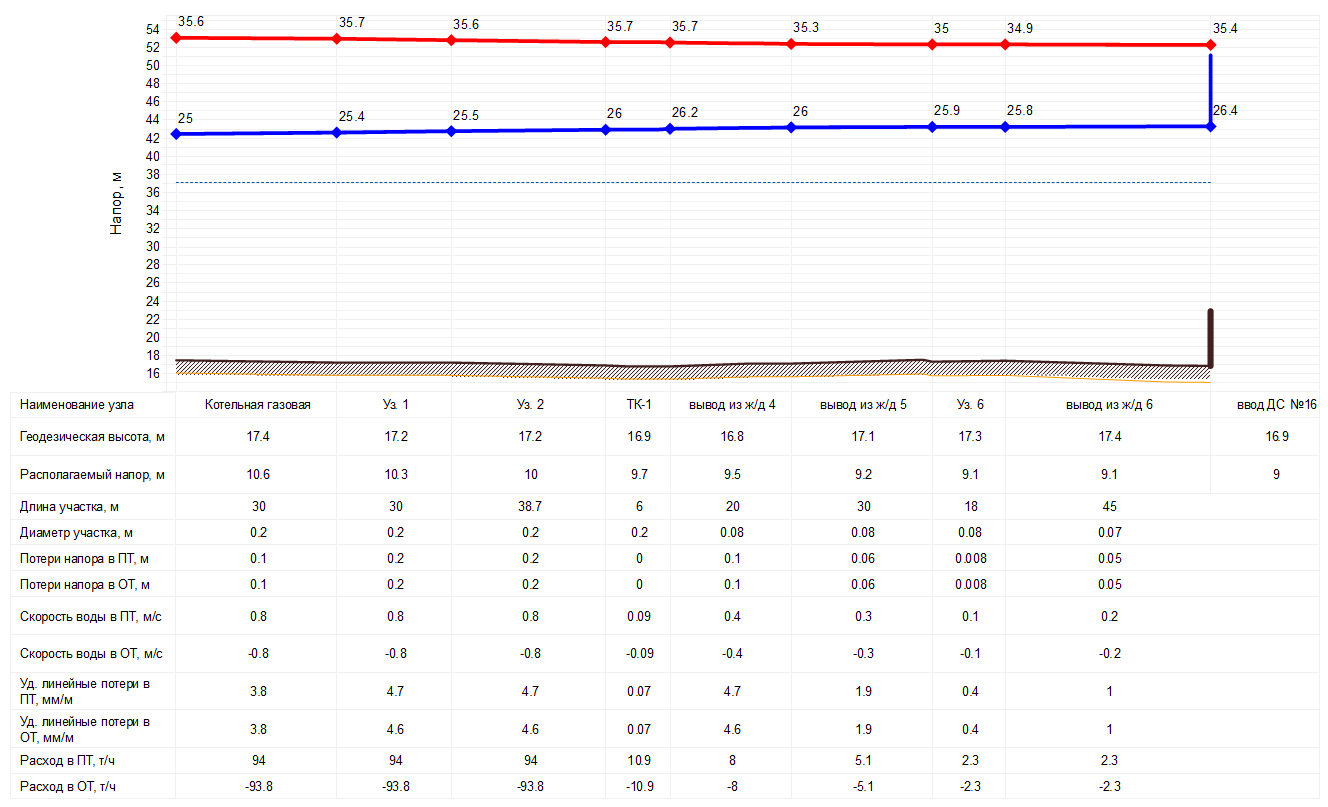 35.6 35.7 35.6 35.7 35.7 35.3 35 34.9 35.4
25 25.4 25.5 26 26.2 26 25.9 25.8 26.4
Напор, м
54
52
50
48
46
44
42
40
38
36
34
32
30
28
26
24
22
20
18
16
Наименование узла Котельная газовая Уз. 1 Уз. 2 ТК-1 вывод из ж/д 4 вывод из ж/д 5 Уз. 6 вывод из ж/д 6 ввод ДС №16
Геодезическая высота, м 17.4 17.2 17.2 16.9 16.8 17.1 17.3 17.4 16.9
Располагаемый напор, м 10.6 10.3 10 9.7 9.5 9.2 9.1 9.1 9
Длина участка, м 30 30 38.7 6 20 30 18 45
Диаметр участка, м 0.2 0.2 0.2 0.2 0.08 0.08 0.08 0.07
Потери напора в ПТ, м 0.1 0.2 0.2 0 0.1 0.06 0.008 0.05
Потери напора в ОТ, м 0.1 0.2 0.2 0 0.1 0.06 0.008 0.05
Скорость воды в ПТ, м/с 0.8 0.8 0.8 0.09 0.4 0.3 0.1 0.2
Скорость воды в ОТ, м/с -0.8 -0.8 -0.8 -0.09 -0.4 -0.3 -0.1 -0.2
Уд. линейные потери в
ПТ, мм/м 3.8 4.7 4.7 0.07 4.7 1.9 0.4 1
Уд. линейные потери в
ОТ, мм/м 3.8 4.6 4.6 0.07 4.6 1.9 0.4 1
Расход в ПТ, т/ч 94 94 94 10.9 8 5.1 2.3 2.3
Расход в ОТ, т/ч -93.8 -93.8 -93.8 -10.9 -8 -5.1 -2.3 -2.3